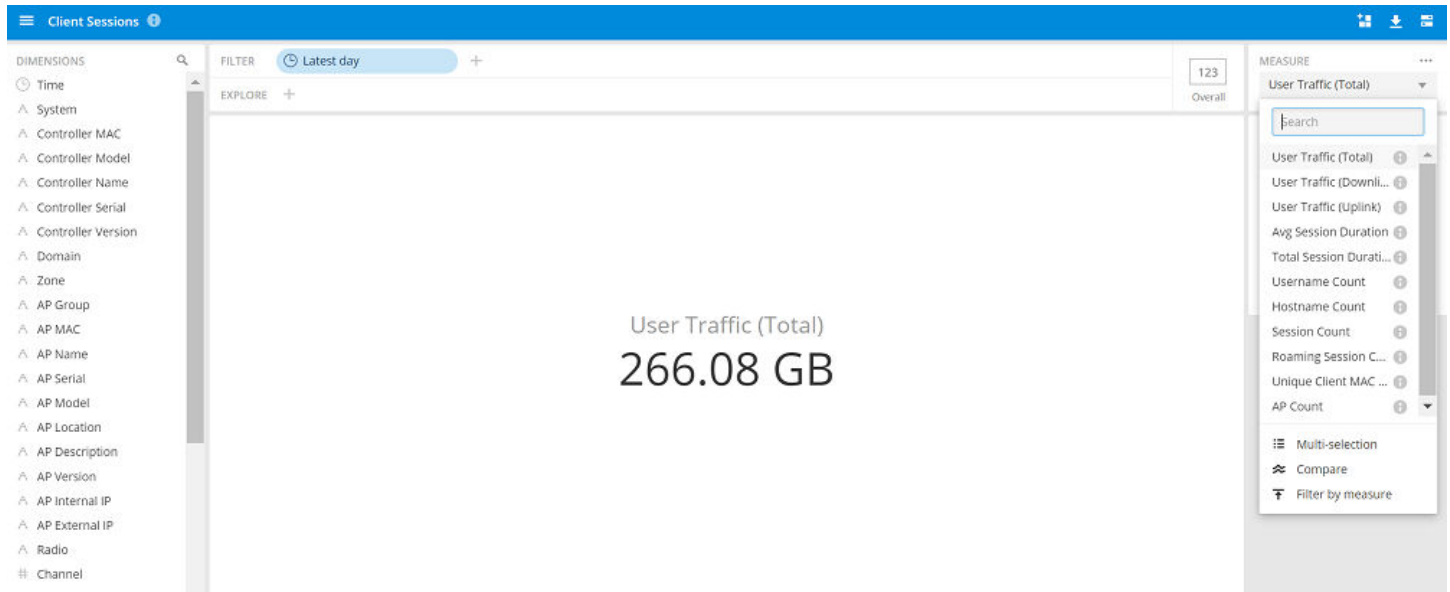 Client Sessions
DIMENSIONS
Time
System
Controller MAC
Controller Model
Controller Name
Controller Serial
Controller Version
Domain
Zone
AP Group
AP MAC
AP Name
AP Serial
AP Model
AP Location
AP Description
AP Version
AP Internal IP
AP External IP
Radio
# Channel
FILTER Latest day +
EXPLORE +
123
Overall
User Traffic (Total)
266.08 GB
MEASURE ...
User Traffic (Total)
Search
User Traffic (Total)
User Traffic (Downli...
User Traffic (Uplink)
Avg Session Duration
Total Session Durati...
Username Count
Hostname Count
Session Count
Roaming Session C...
Unique Client MAC ...
AP Count
Multi-selection
Compare
Filter by measure